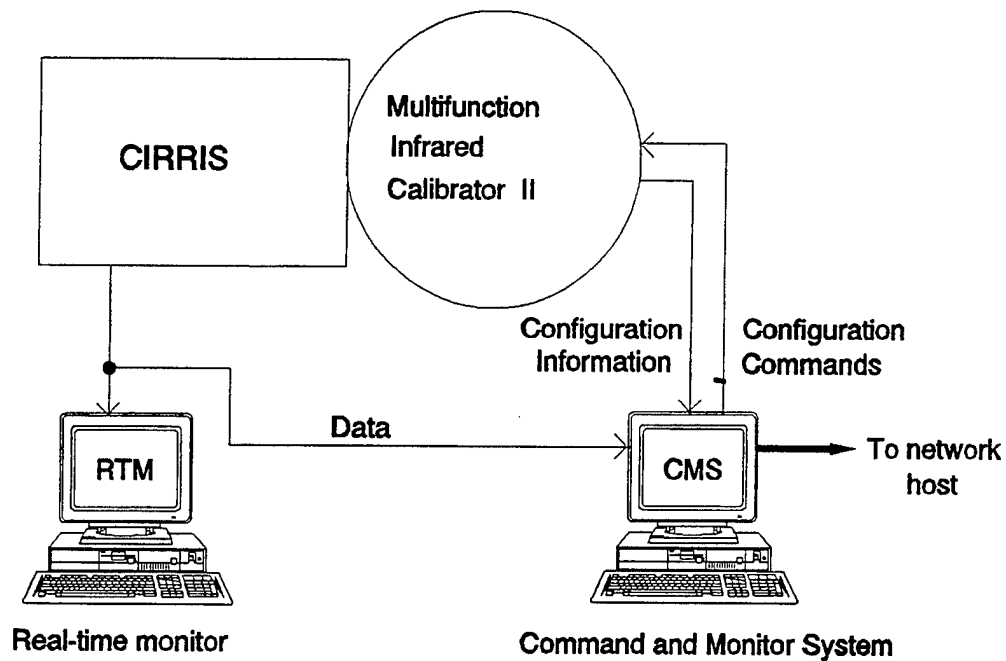 CIRRIS
Multifunction
Infrared
Calibrator II
Configuration
Information
Configuration
Commands
Data
RTM
CMS
To network
host
Real-time monitor
Command and Monitor System